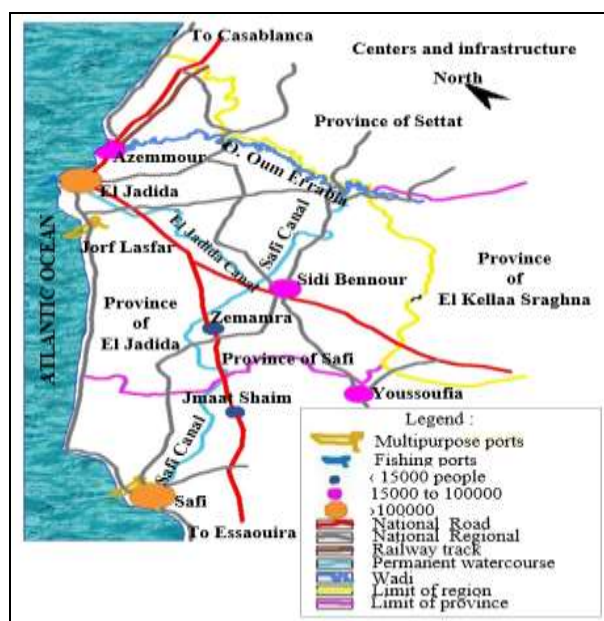 To Casablanca
Centers and infrastructure
North
Province of Settat
Azemmour
O. Oum Errabia
El Jadida
Jorf Lasfar
El Jadida Canal
Safi Canal
ATLANTIC OCEAN
Sidi Bennour
Province
of
El Kellaa Sraghna
Province
of
El Jadida
Zemamra
Province of Safi
Jmaat Shaim
Youssoufia
Safi Canal
Safi
To Essaouira
Legend :
Multipurpose ports
Fishing ports
< 15000 people
15000 to 100000
>100000
National Road
National Regional
Railway track
Permanent watercourse
Wadi
Limit of region
Limit of province